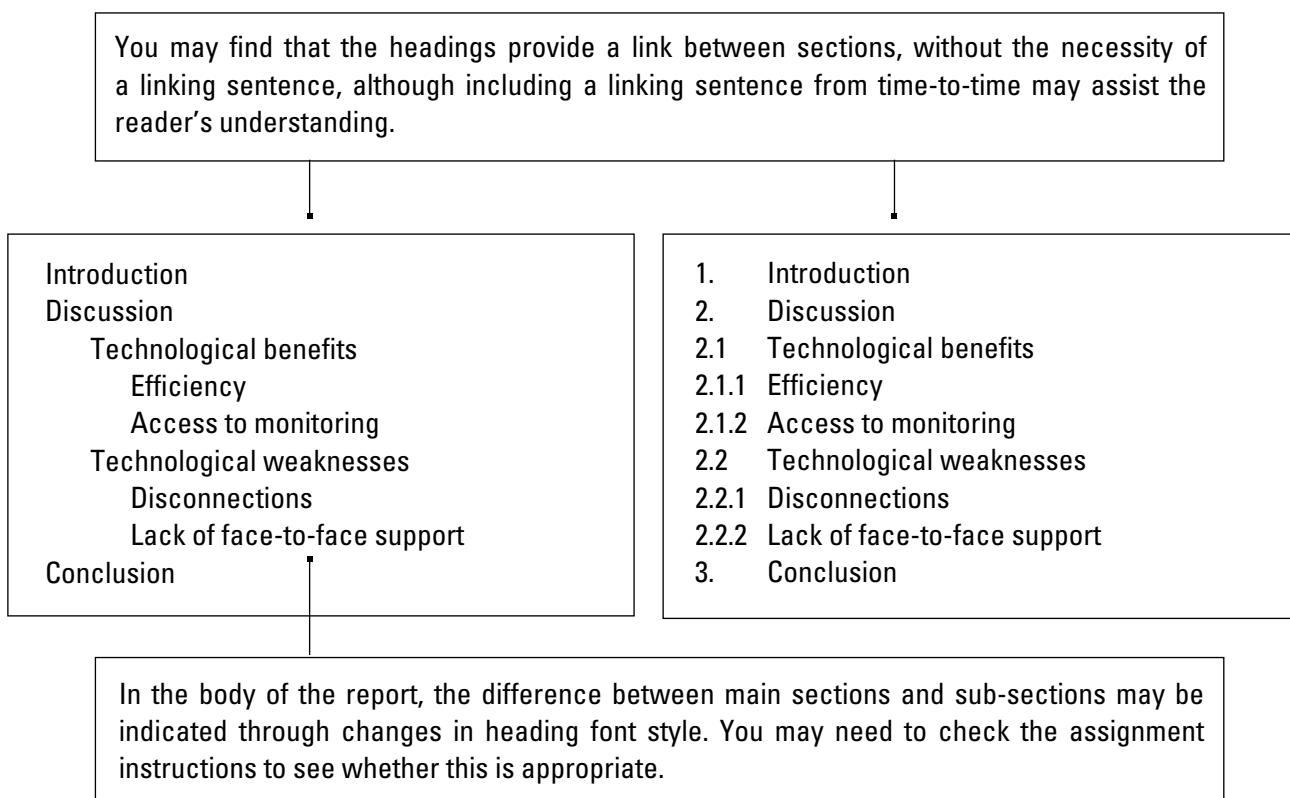 You may find that the headings provide a link between sections, without the necessity of
a linking sentence, although including a linking sentence from time-to-time may assist the
reader's understanding.
Introduction
Discussion
Technological benefits
Efficiency
Access to monitoring
Technological weaknesses
Disconnections
Lack of face-to-face support
Conclusion
1. Introduction
2. Discussion
2.1 Technological benefits
2.1.1 Efficiency
2.1.2 Access to monitoring
2.2 Technological weaknesses
2.2.1 Disconnections
2.2.2 Lack of face-to-face support
3. Conclusion
In the body of the report, the difference between main sections and sub-sections may be
indicated through changes in heading font style. You may need to check the assignment
instructions to see whether this is appropriate.